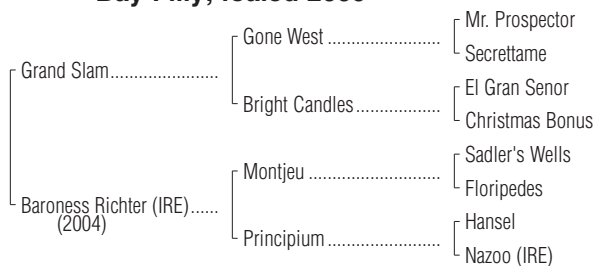 Bay Filly, foaled
Mr. Prospector
Gone West ........................
Secrettame
Grand Slam.......................
El Gran Senor
Bright Candles..................
Christmas Bonus
Sadler's Wells
Montjeu ............................
Floripedes
Baroness Richter (IRE)......
(2004)
Hansel
Principium ........................
Nazoo (IRE)